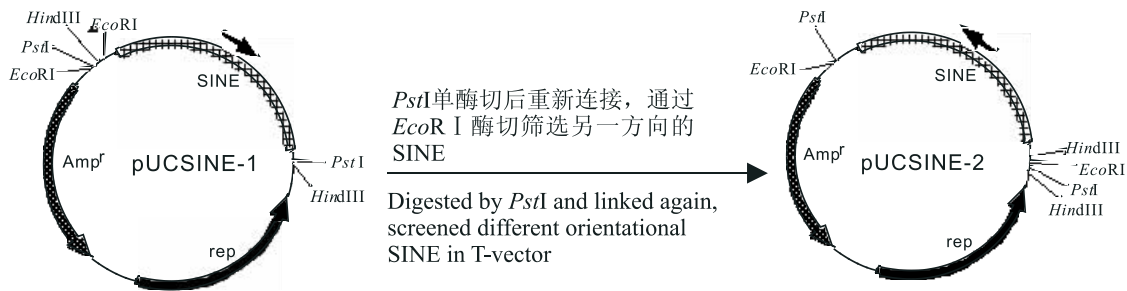 HindIII
EcoRI
PstI
EcoRI
SINE
Ampʳ
pUCSINE-1
PstI
HindIII
rep
PstI单酶切后重新连接，通过
EcoRⅠ酶切筛选另一方向的
SINE
Digested by PstI and linked again,
screened different orientational
SINE in T-vector
PstI
EcoRI
SINE
Ampʳ
pUCSINE-2
HindIII
EcoRI
PstI
HindIII
rep